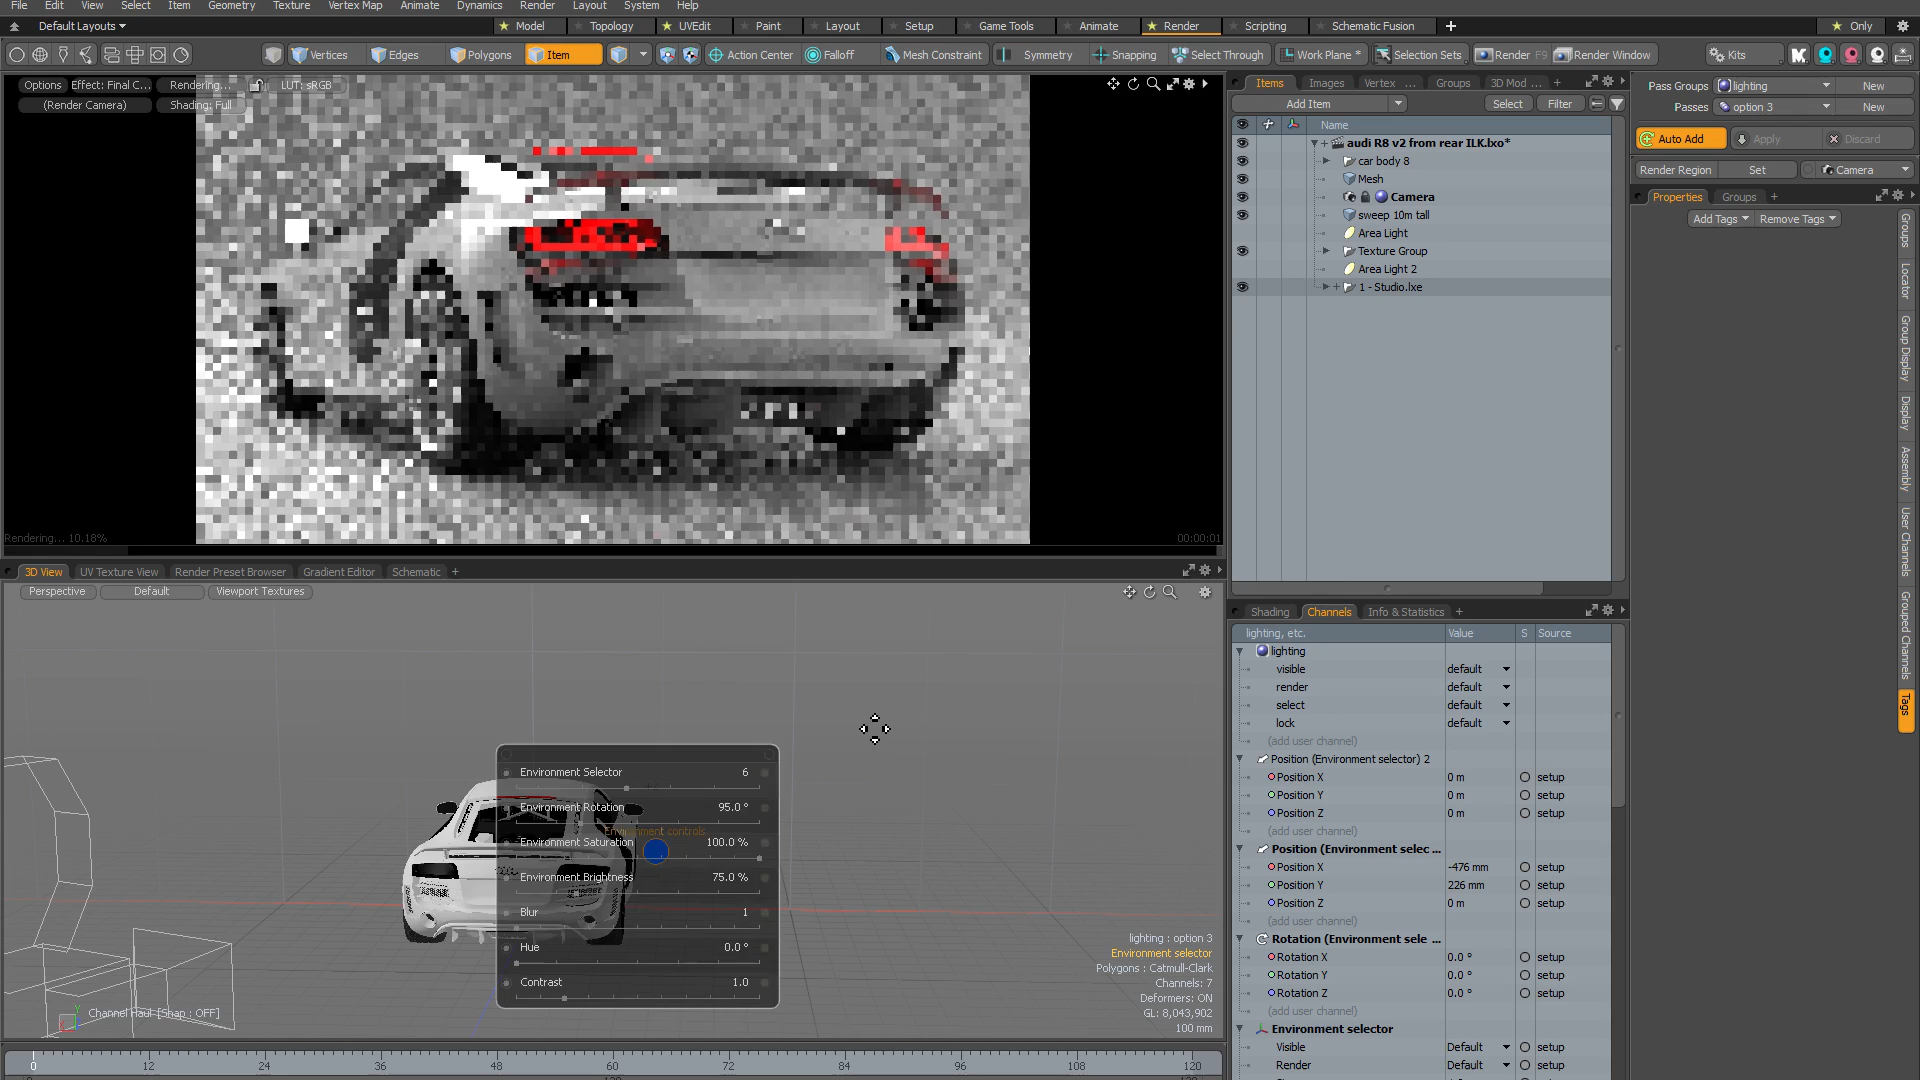 File Edit View Select Item Geometry Texture Vertex Map Animate Dynamics Render Layout System Help
Default Layouts Model Topology UVEdit Paint Layout Setup Game Tools Animate Render Scripting Schematic Fusion + Only
Vertices Edges Polygons Item Action Center Falloff Mesh Constraint Symmetry Snapping Select Through Work Plane * Selection Sets Render F9 Render Window Kits
Options Effect: Final C... Rendering... LUT: sRGB
(Render Camera) Shading: Full
Rendering... 10.18% 00:00:01
Items Images Vertex ... Groups 3D Mod ... +
Add Item Select Filter
Name
audi R8 v2 from rear ILK.lxo*
car body 8
Mesh
Camera
sweep 10m tall
Area Light
Texture Group
Area Light 2
1 - Studio.lxe
Pass Groups lighting New
Passes option 3 New
Auto Add Apply Discard
Render Region Set Camera
Properties Groups +
Add Tags Remove Tags
Groups
Locator
Group Display
Display
Assembly
User Channels
Grouped Channels
Tags
3D View UV Texture View Render Preset Browser Gradient Editor Schematic +
Perspective Default Viewport Textures
Environment Selector 6
Environment Rotation 95.0 °
Environment controls
Environment Saturation 100.0 %
Environment Brightness 75.0 %
Blur 1
Hue 0.0 °
Contrast 1.0
Channel Haul [Snap : OFF]
lighting : option 3
Environment selector
Polygons : Catmull-Clark
Channels: 7
Deformers: ON
GL: 8,043,902
100 mm
0 12 24 36 48 60 72 84 96 108 120
Shading Channels Info & Statistics +
lighting, etc. Value S Source
lighting
visible default
render default
select default
lock default
(add user channel)
Position (Environment selector) 2
Position X 0 m setup
Position Y 0 m setup
Position Z 0 m setup
(add user channel)
Position (Environment selec ...
Position X -476 mm setup
Position Y 226 mm setup
Position Z 0 m setup
(add user channel)
Rotation (Environment sele ...
Rotation X 0.0 ° setup
Rotation Y 0.0 ° setup
Rotation Z 0.0 ° setup
(add user channel)
Environment selector
Visible Default setup
Render Default setup